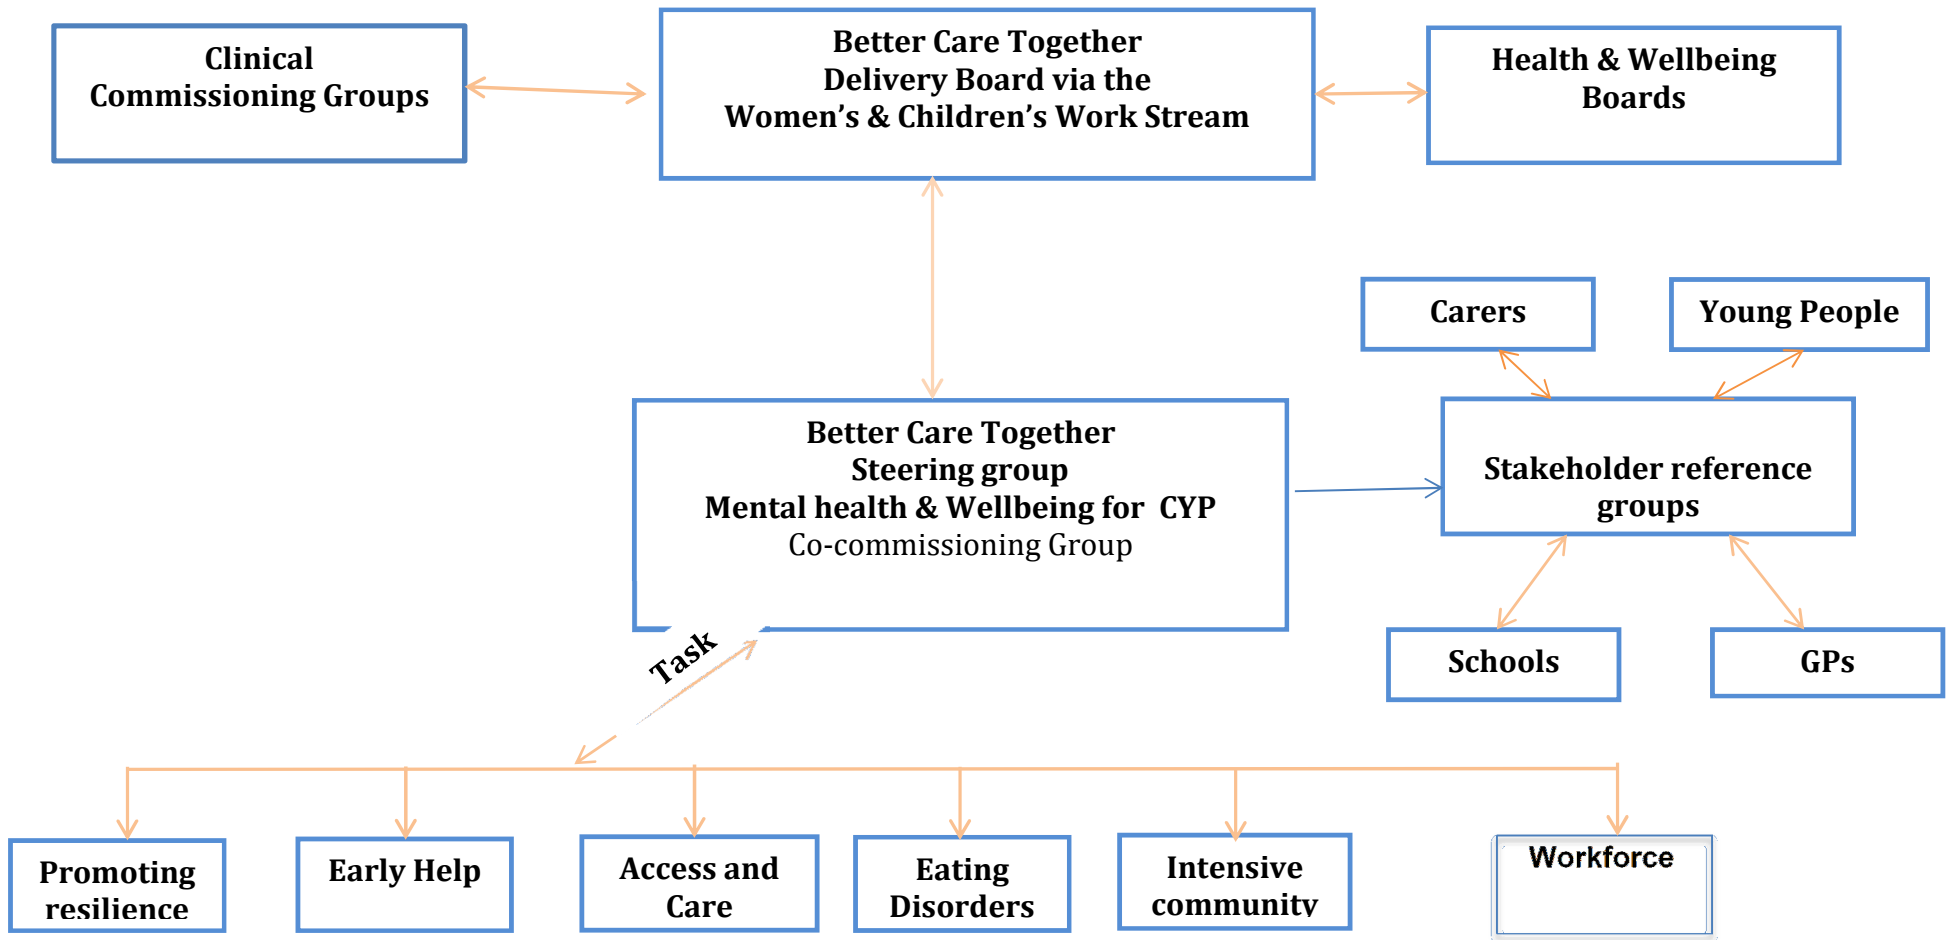 Clinical
Commissioning Groups
Better Care Together
Delivery Board via the
Women’s & Children’s Work Stream
Health & Wellbeing
Boards
Carers
Young People
Better Care Together
Steering group
Mental health & Wellbeing for  CYP
Co-commissioning Group
Stakeholder reference
groups
Task
Schools
GPs
Promoting
resilience
Early Help
Access and
Care
Eating
Disorders
Intensive
community
Workforce